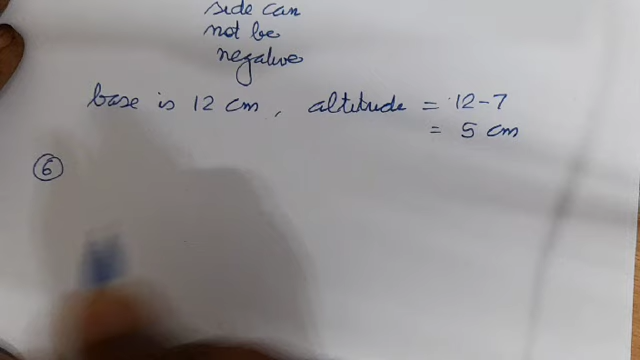 side can
not be
negative
base is 12 cm, altitude = 12-7
= 5 cm
6